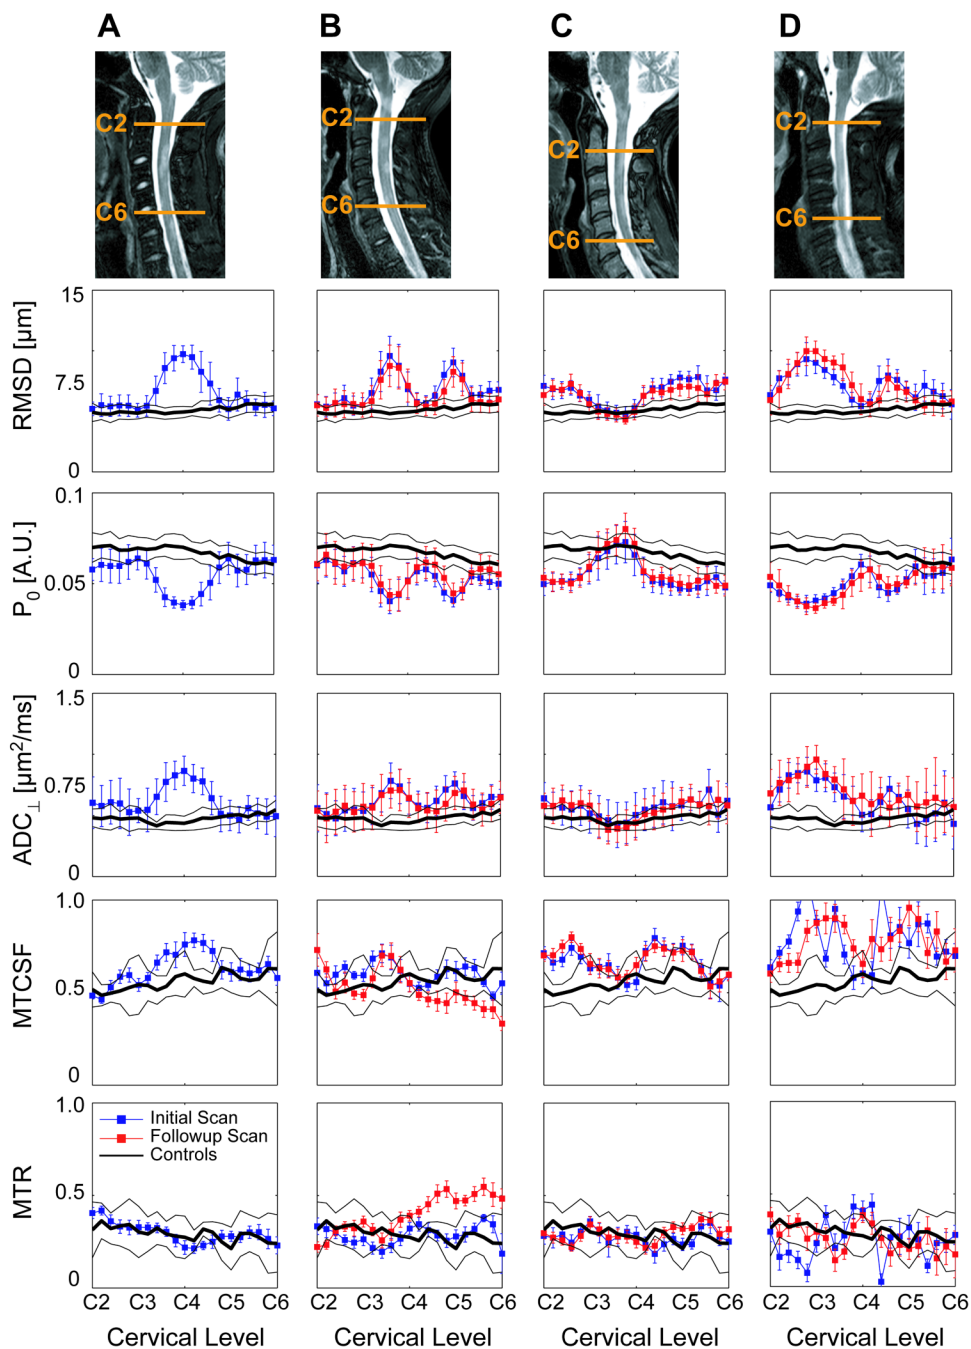 A B C D
C2 C2 C2 C2
C6 C6 C6 C6
RMSD [µm]
15
7.5
0
P0 [A.U.]
0.1
0.05
0
ADC⊥ [µm²/ms]
1.5
0.75
0
MTCSF
1.0
0.5
0
MTR
1.0
0.5
0
Initial Scan
Followup Scan
Controls
C2 C3 C4 C5 C6 C2 C3 C4 C5 C6 C2 C3 C4 C5 C6 C2 C3 C4 C5 C6
Cervical Level Cervical Level Cervical Level Cervical Level